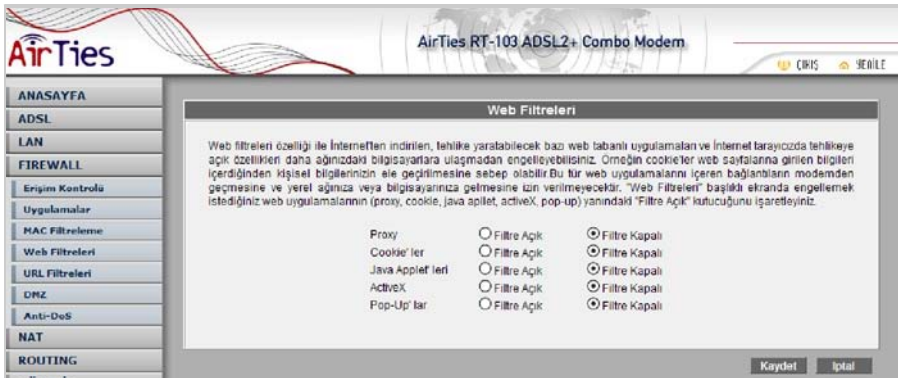 AirTies
AirTies RT-103 ADSL2+ Combo Modem
ÇIKIŞ YENİLE
ANASAYFA
ADSL
LAN
FIREWALL
Erişim Kontrolü
Uygulamalar
MAC Filtreleme
Web Filtreleri
URL Filtreleri
DMZ
Anti-DoS
NAT
ROUTING
Web Filtreleri
Web filtreleri özelliği ile İnternet'ten indirilen, tehlike yaratabilecek bazı web tabanlı uygulamaları ve İnternet tarayıcıda tehlikeye
açık özellikleri daha ağınızdaki bilgisayarlara ulaşmadan engelleyebilisiniz. Örneğin cookie'ler web sayfalarına girilen bilgileri
içerdiğinden kişisel bilgilerinizin ele geçirilmesine sebep olabilir.Bu tür web uygulamalarını içeren bağlantıların modemden
geçmesine ve yerel ağınıza veya bilgisayarınıza gelmesine izin verilmeyecektir. "Web Filtreleri" başlıklı ekranda engellemek
istediğiniz web uygulamalarının (proxy, cookie, java apllet, activeX, pop-up) yanındaki "Filtre Açık" kutucuğunu işaretleyiniz.
Proxy Filtre Açık Filtre Kapalı
Cookie' ler Filtre Açık Filtre Kapalı
Java Applet' leri Filtre Açık Filtre Kapalı
ActiveX Filtre Açık Filtre Kapalı
Pop-Up' lar Filtre Açık Filtre Kapalı
Kaydet İptal